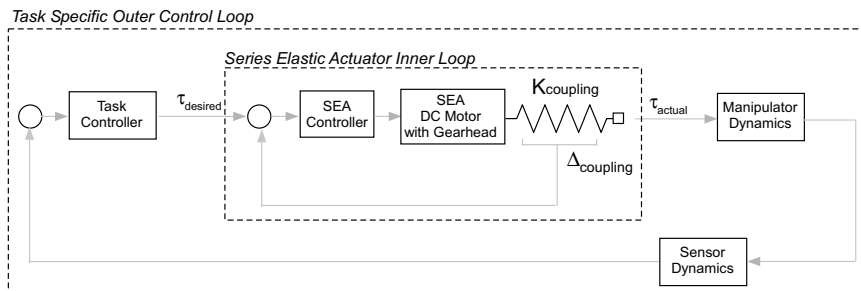 Task Specific Outer Control Loop
Series Elastic Actuator Inner Loop
Task
Controller
τdesired
SEA
Controller
SEA
DC Motor
with Gearhead
Kcoupling
Δcoupling
τactual
Manipulator
Dynamics
Sensor
Dynamics